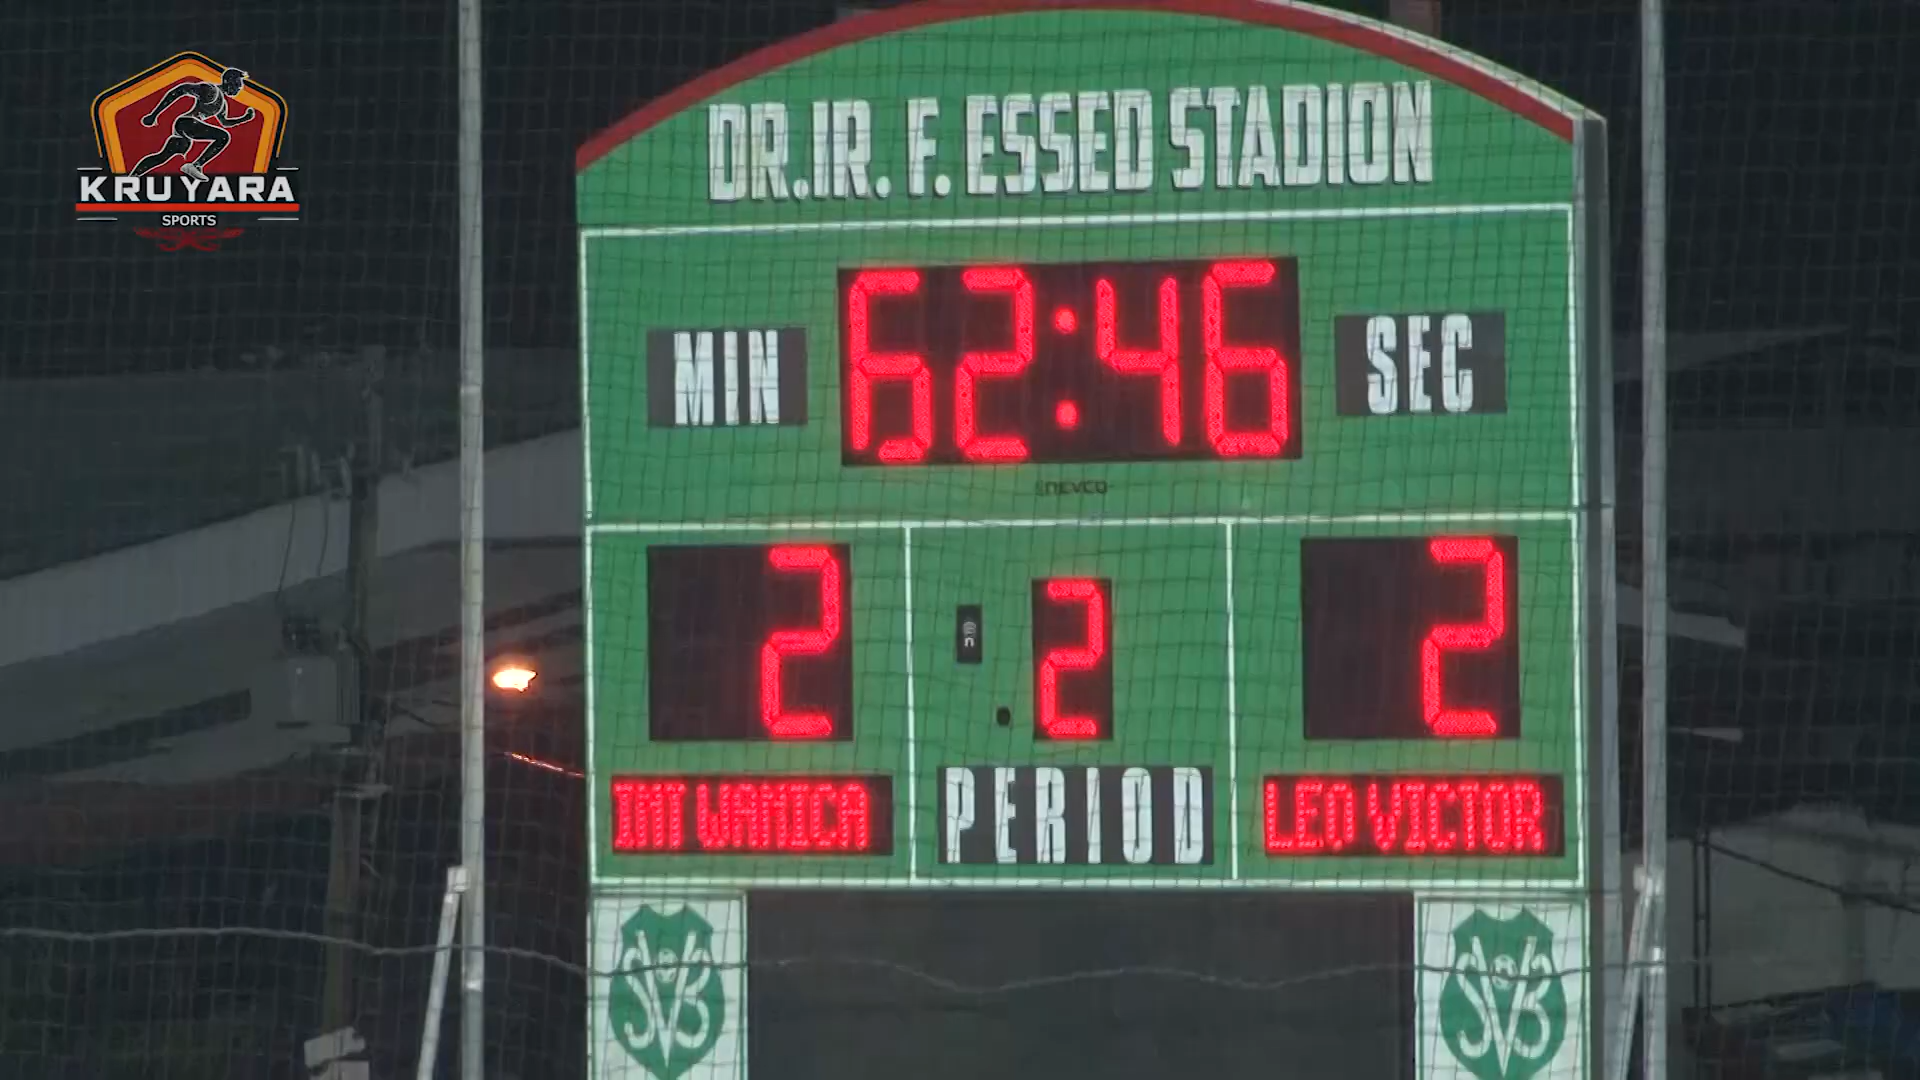 KRUYARA
SPORTS
DR.IR. F. ESSED STADION
MIN 62:46 SEC
NEVCO
2 2 2
INT WANICA PERIOD LEO VICTOR
SVB SVB